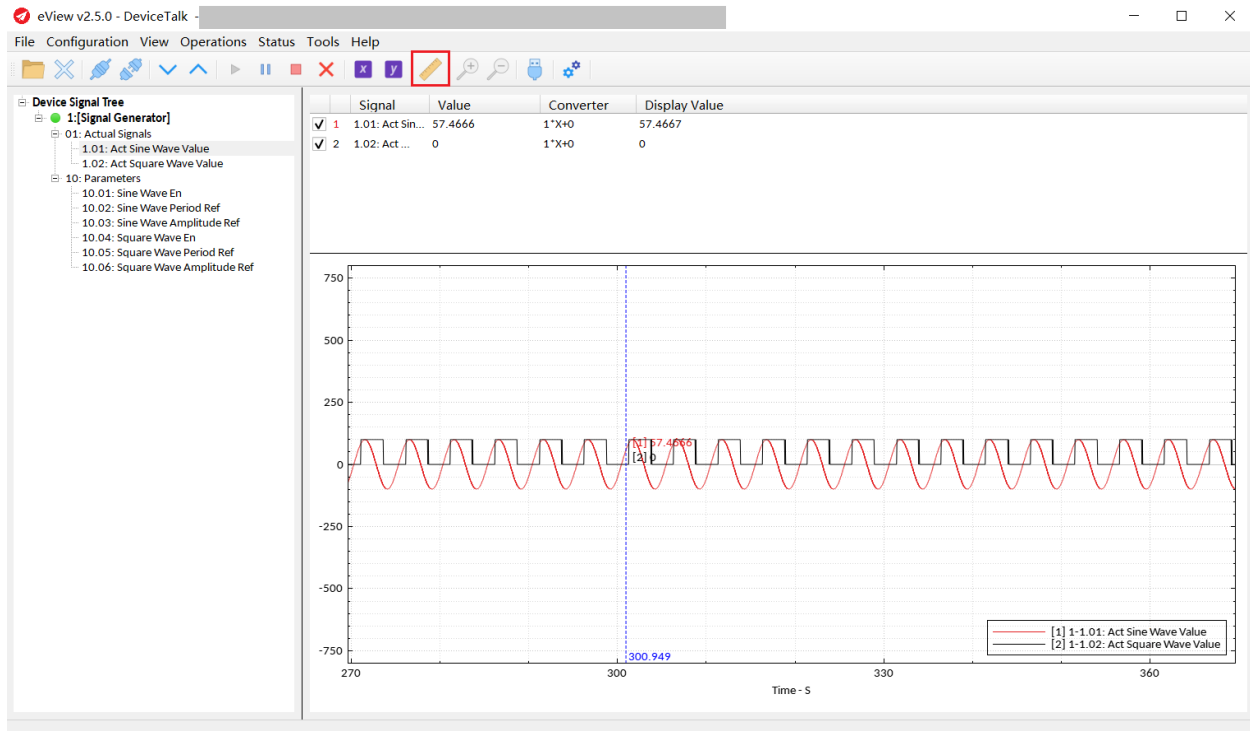 eView v2.5.0 - DeviceTalk -
File Configuration View Operations Status Tools Help
x y
Device Signal Tree
1:[Signal Generator]
01: Actual Signals
1.01: Act Sine Wave Value
1.02: Act Square Wave Value
10: Parameters
10.01: Sine Wave En
10.02: Sine Wave Period Ref
10.03: Sine Wave Amplitude Ref
10.04: Square Wave En
10.05: Square Wave Period Ref
10.06: Square Wave Amplitude Ref
Signal Value Converter Display Value
1 1.01: Act Sin... 57.4666 1*X+0 57.4667
2 1.02: Act ... 0 1*X+0 0
750
500
250
0
-250
-500
-750
[1] 57.4666
[2] 0
300.949
[1] 1-1.01: Act Sine Wave Value
[2] 1-1.02: Act Square Wave Value
270 300 330 360
Time - S